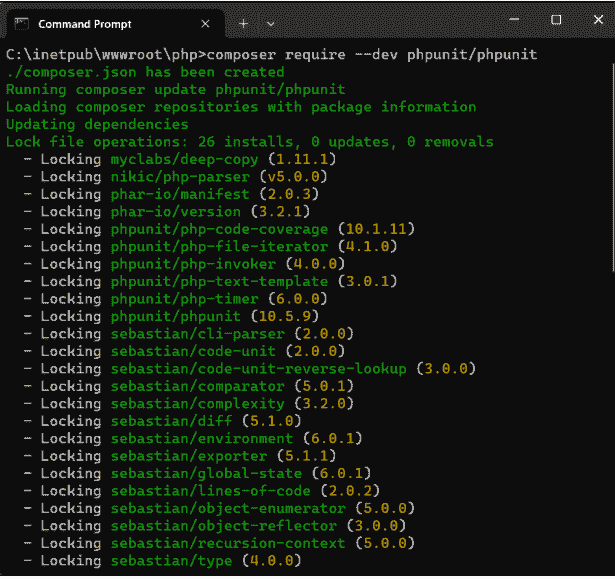 Command Prompt
C:\inetpub\wwwroot\php>composer require --dev phpunit/phpunit
./composer.json has been created
Running composer update phpunit/phpunit
Loading composer repositories with package information
Updating dependencies
Lock file operations: 26 installs, 0 updates, 0 removals
- Locking myclabs/deep-copy (1.11.1)
- Locking nikic/php-parser (v5.0.0)
- Locking phar-io/manifest (2.0.3)
- Locking phar-io/version (3.2.1)
- Locking phpunit/php-code-coverage (10.1.11)
- Locking phpunit/php-file-iterator (4.1.0)
- Locking phpunit/php-invoker (4.0.0)
- Locking phpunit/php-text-template (3.0.1)
- Locking phpunit/php-timer (6.0.0)
- Locking phpunit/phpunit (10.5.9)
- Locking sebastian/cli-parser (2.0.0)
- Locking sebastian/code-unit (2.0.0)
- Locking sebastian/code-unit-reverse-lookup (3.0.0)
- Locking sebastian/comparator (5.0.1)
- Locking sebastian/complexity (3.2.0)
- Locking sebastian/diff (5.1.0)
- Locking sebastian/environment (6.0.1)
- Locking sebastian/exporter (5.1.1)
- Locking sebastian/global-state (6.0.1)
- Locking sebastian/lines-of-code (2.0.2)
- Locking sebastian/object-enumerator (5.0.0)
- Locking sebastian/object-reflector (3.0.0)
- Locking sebastian/recursion-context (5.0.0)
- Locking sebastian/type (4.0.0)